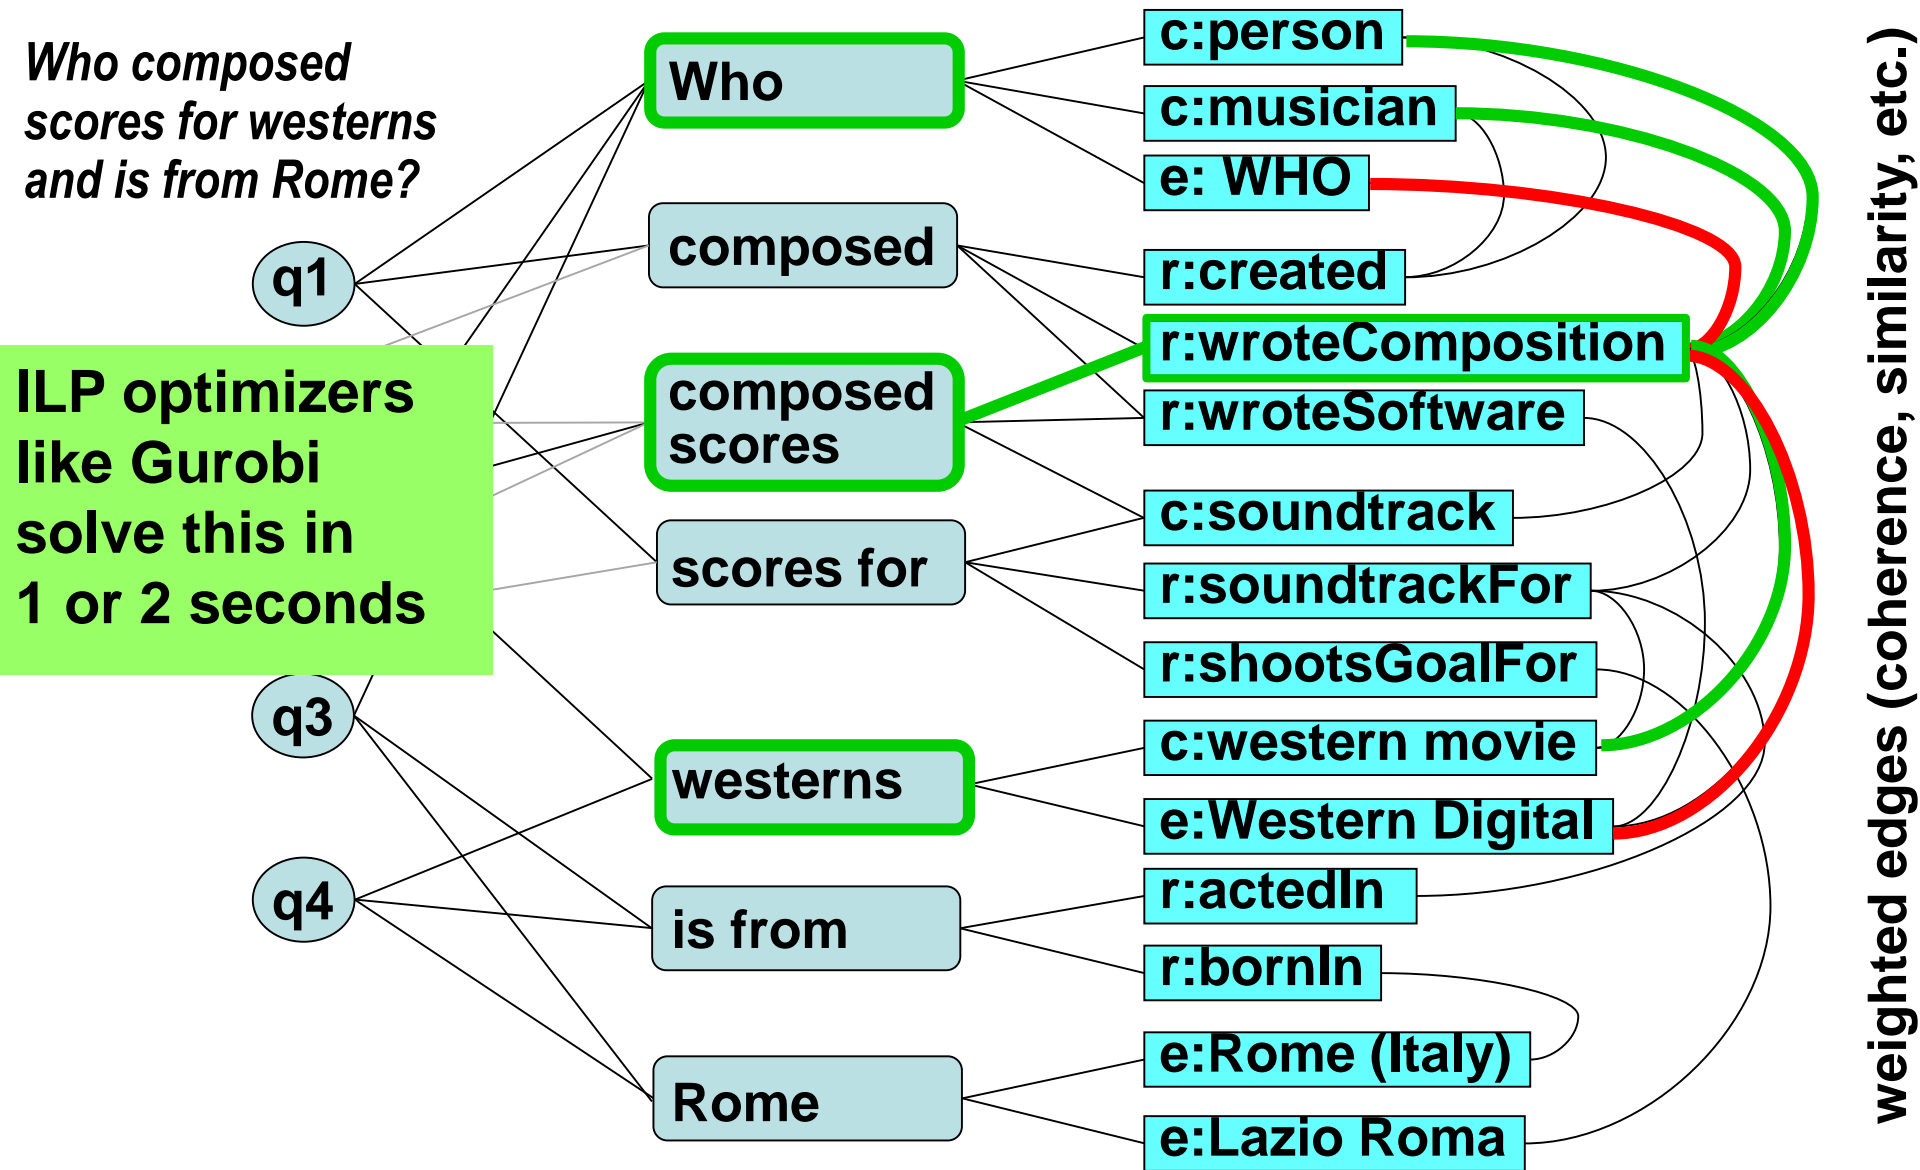 Who composed
scores for westerns
and is from Rome?
q1
ILP optimizers
like Gurobi
solve this in
1 or 2 seconds
q3
q4
Who
composed
composed
scores
scores for
westerns
is from
Rome
c:person
c:musician
e: WHO
r:created
r:wroteComposition
r:wroteSoftware
c:soundtrack
r:soundtrackFor
r:shootsGoalFor
c:western movie
e:Western Digital
r:actedIn
r:bornIn
e:Rome (Italy)
e:Lazio Roma
weighted edges (coherence, similarity, etc.)